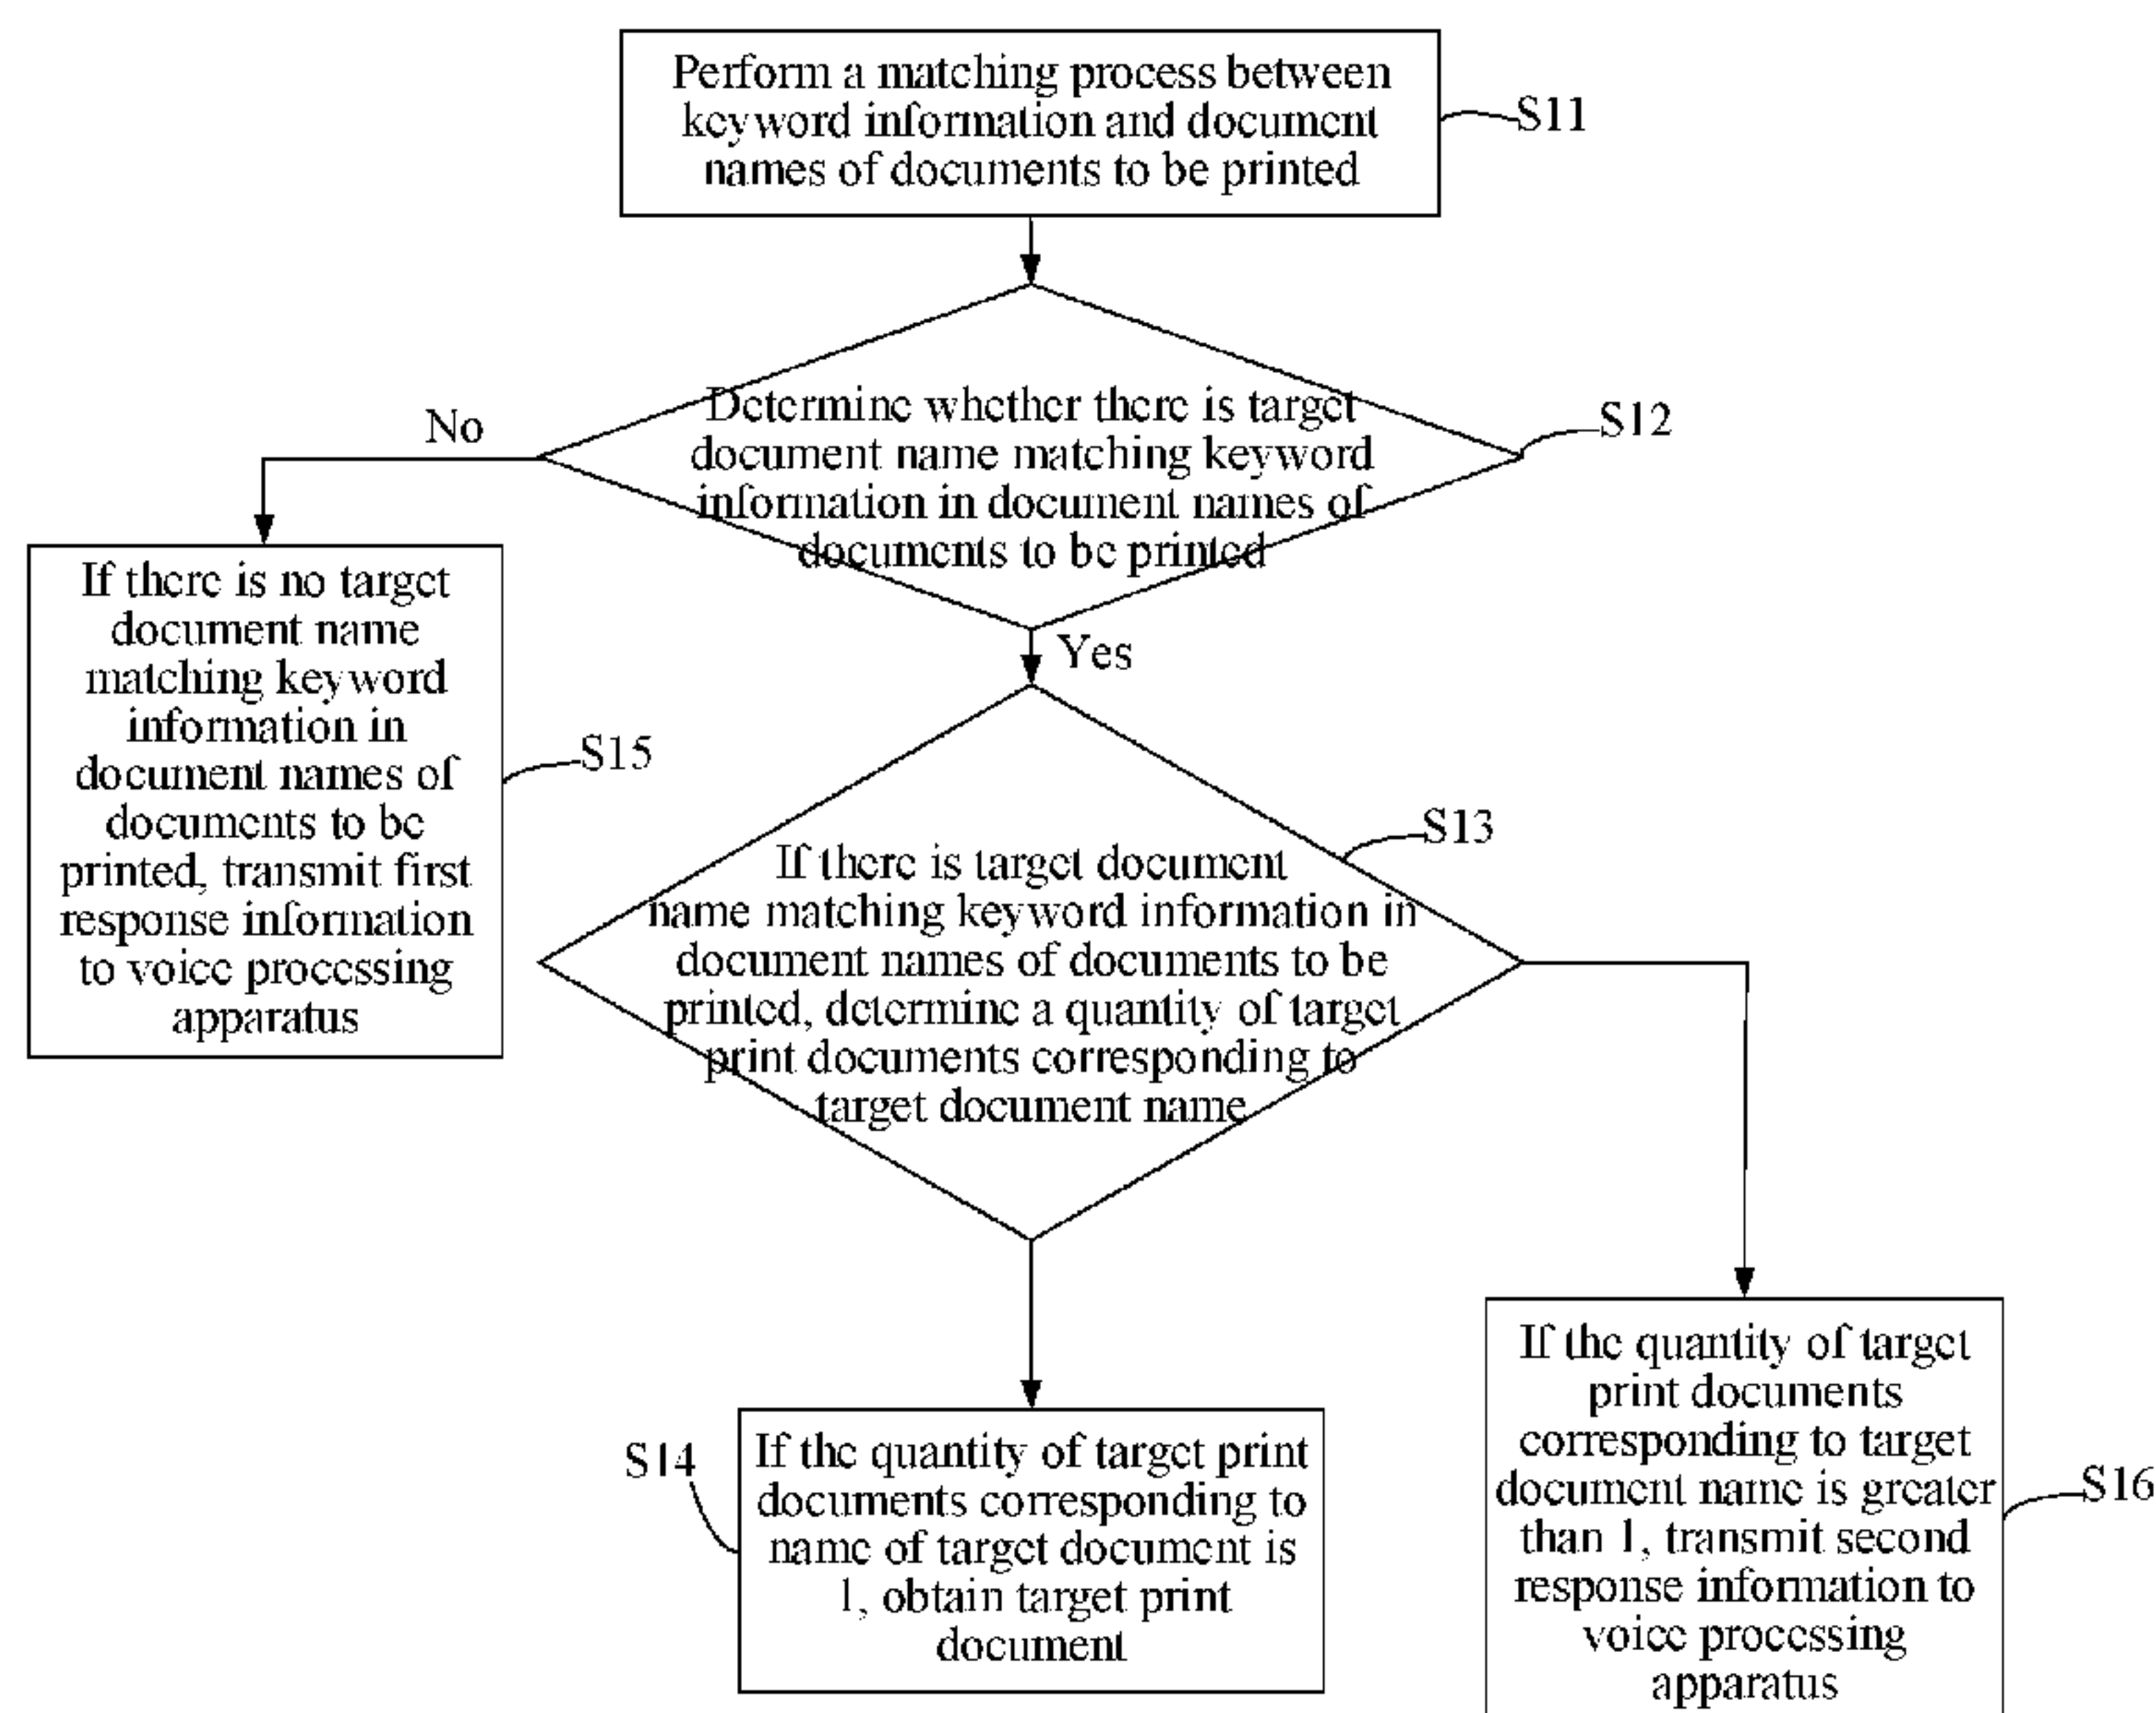 Perform a matching process between
keyword information and document
names of documents to be printed
S11
Determine whether there is target
document name matching keyword
information in document names of
documents to be printed
S12
No
Yes
If there is no target
document name
matching keyword
information in
document names of
documents to be
printed, transmit first
response information
to voice processing
apparatus
S15
If there is target document
name matching keyword information in
document names of documents to be
printed, determine a quantity of target
print documents corresponding to
target document name
S13
If the quantity of target print
documents corresponding to
name of target document is
1, obtain target print
document
S14
If the quantity of target
print documents
corresponding to target
document name is greater
than 1, transmit second
response information to
voice processing
apparatus
S16